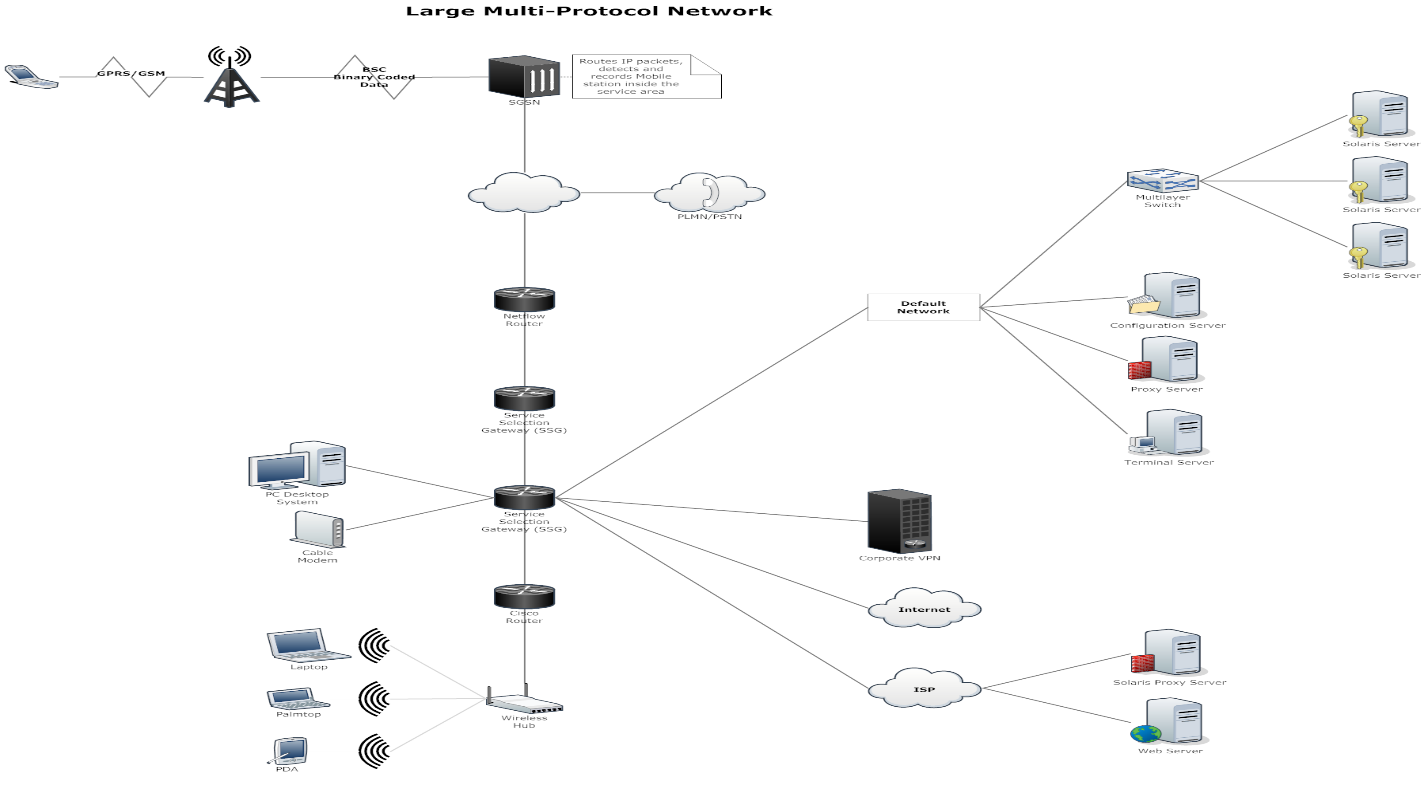 Large Multi-Protocol Network
GPRS/GSM
BSC
Binary Coded
Data
SGSN
Routes IP packets,
detects and
records Mobile
station inside the
service area
PLMN/PSTN
Netflow
Router
Service
Selection
Gateway (SSG)
PC Desktop
System
Cable
Modem
Service
Selection
Gateway (SSG)
Cisco
Router
Laptop
Palmtop
PDA
Wireless
Hub
Default
Network
Multilayer
Switch
Solaris Server
Solaris Server
Solaris Server
Configuration Server
Proxy Server
Terminal Server
Corporate VPN
Internet
ISP
Solaris Proxy Server
Web Server